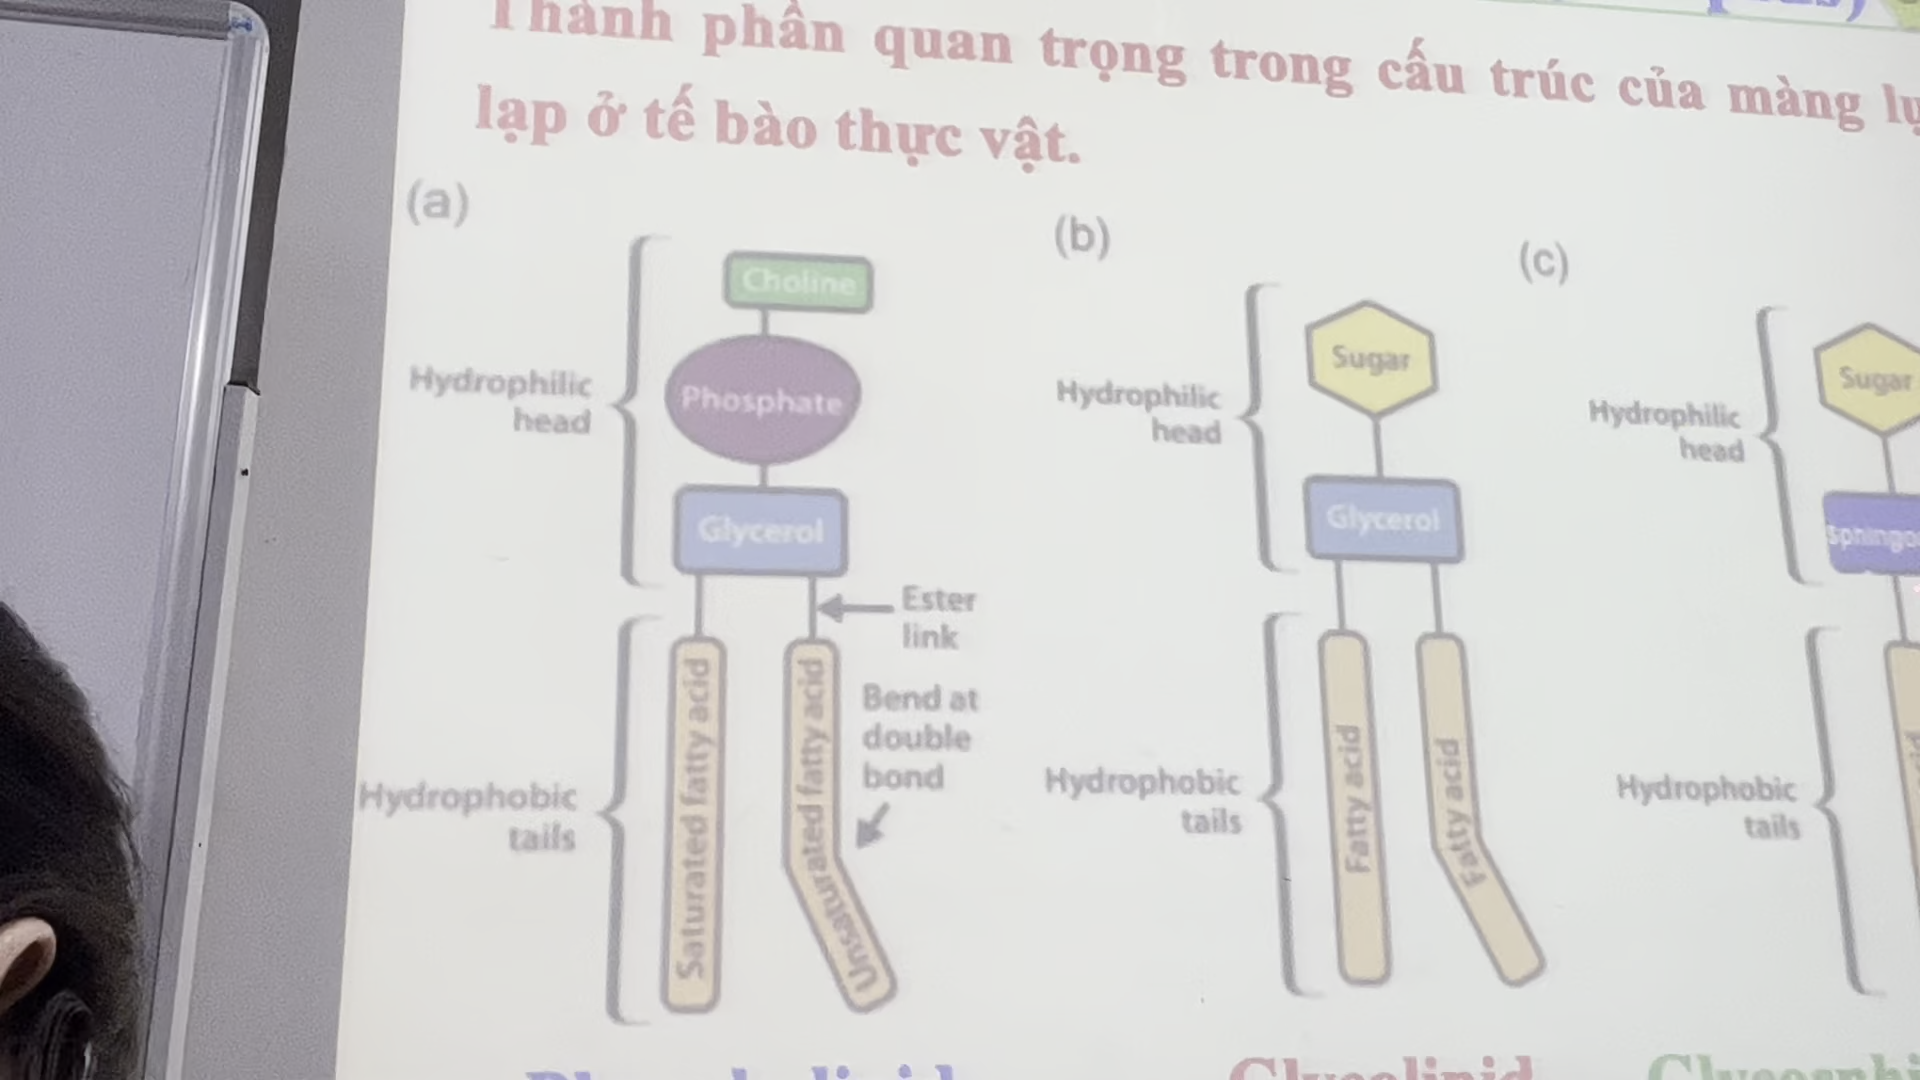 Thành phần quan trọng trong cấu trúc của màng
lạp ở tế bào thực vật.
(a)
(b)
(c)
Choline
Phosphate
Glycerol
Hydrophilic
head
Ester
link
Saturated fatty acid
Unsaturated fatty acid
Bend at
double
bond
Hydrophobic
tails
Sugar
Glycerol
Hydrophilic
head
Fatty acid
Fatty acid
Hydrophobic
tails
Sugar
Hydrophilic
head
Hydrophobic
tails
Glycolipid